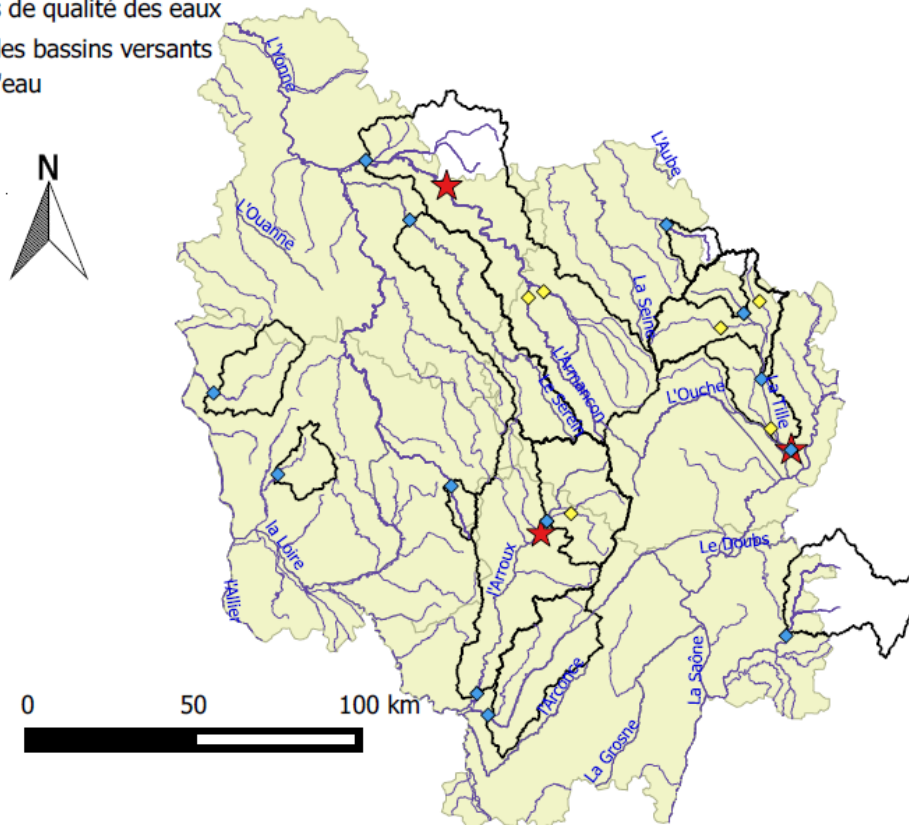 de qualité des eaux
des bassins versants
'eau
N
L'Yonne
L'Aube
L'Ouanne
La Seine
L'Armançon
Le Serein
L'Ouche
La Tille
la Loire
l'Allier
l'Arroux
Le Doubs
l'Arconce
La Saône
La Grosne
0 50 100 km